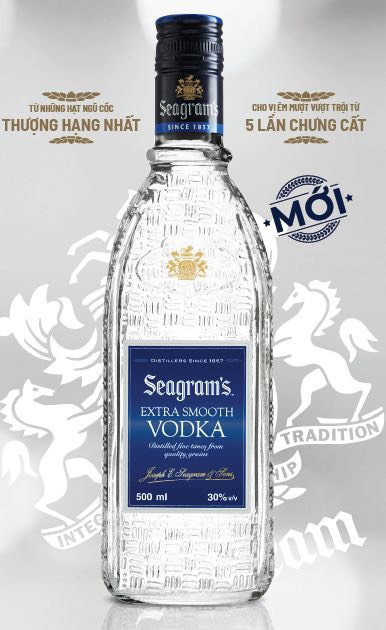 Seagram's
SINCE 1857
TỪ NHỮNG HẠT NGŨ CỐC
THƯỢNG HẠNG NHẤT
CHO VỊ ÊM MƯỢT VƯỢT TRỘI TỪ
5 LẦN CHƯNG CẤT
MỚI
DISTILLERS SINCE 1857
Seagram's
EXTRA SMOOTH
VODKA
Distilled five times from
quality grains
Joseph E. Seagram & Sons
500 ml 30% v/v
TRADITION